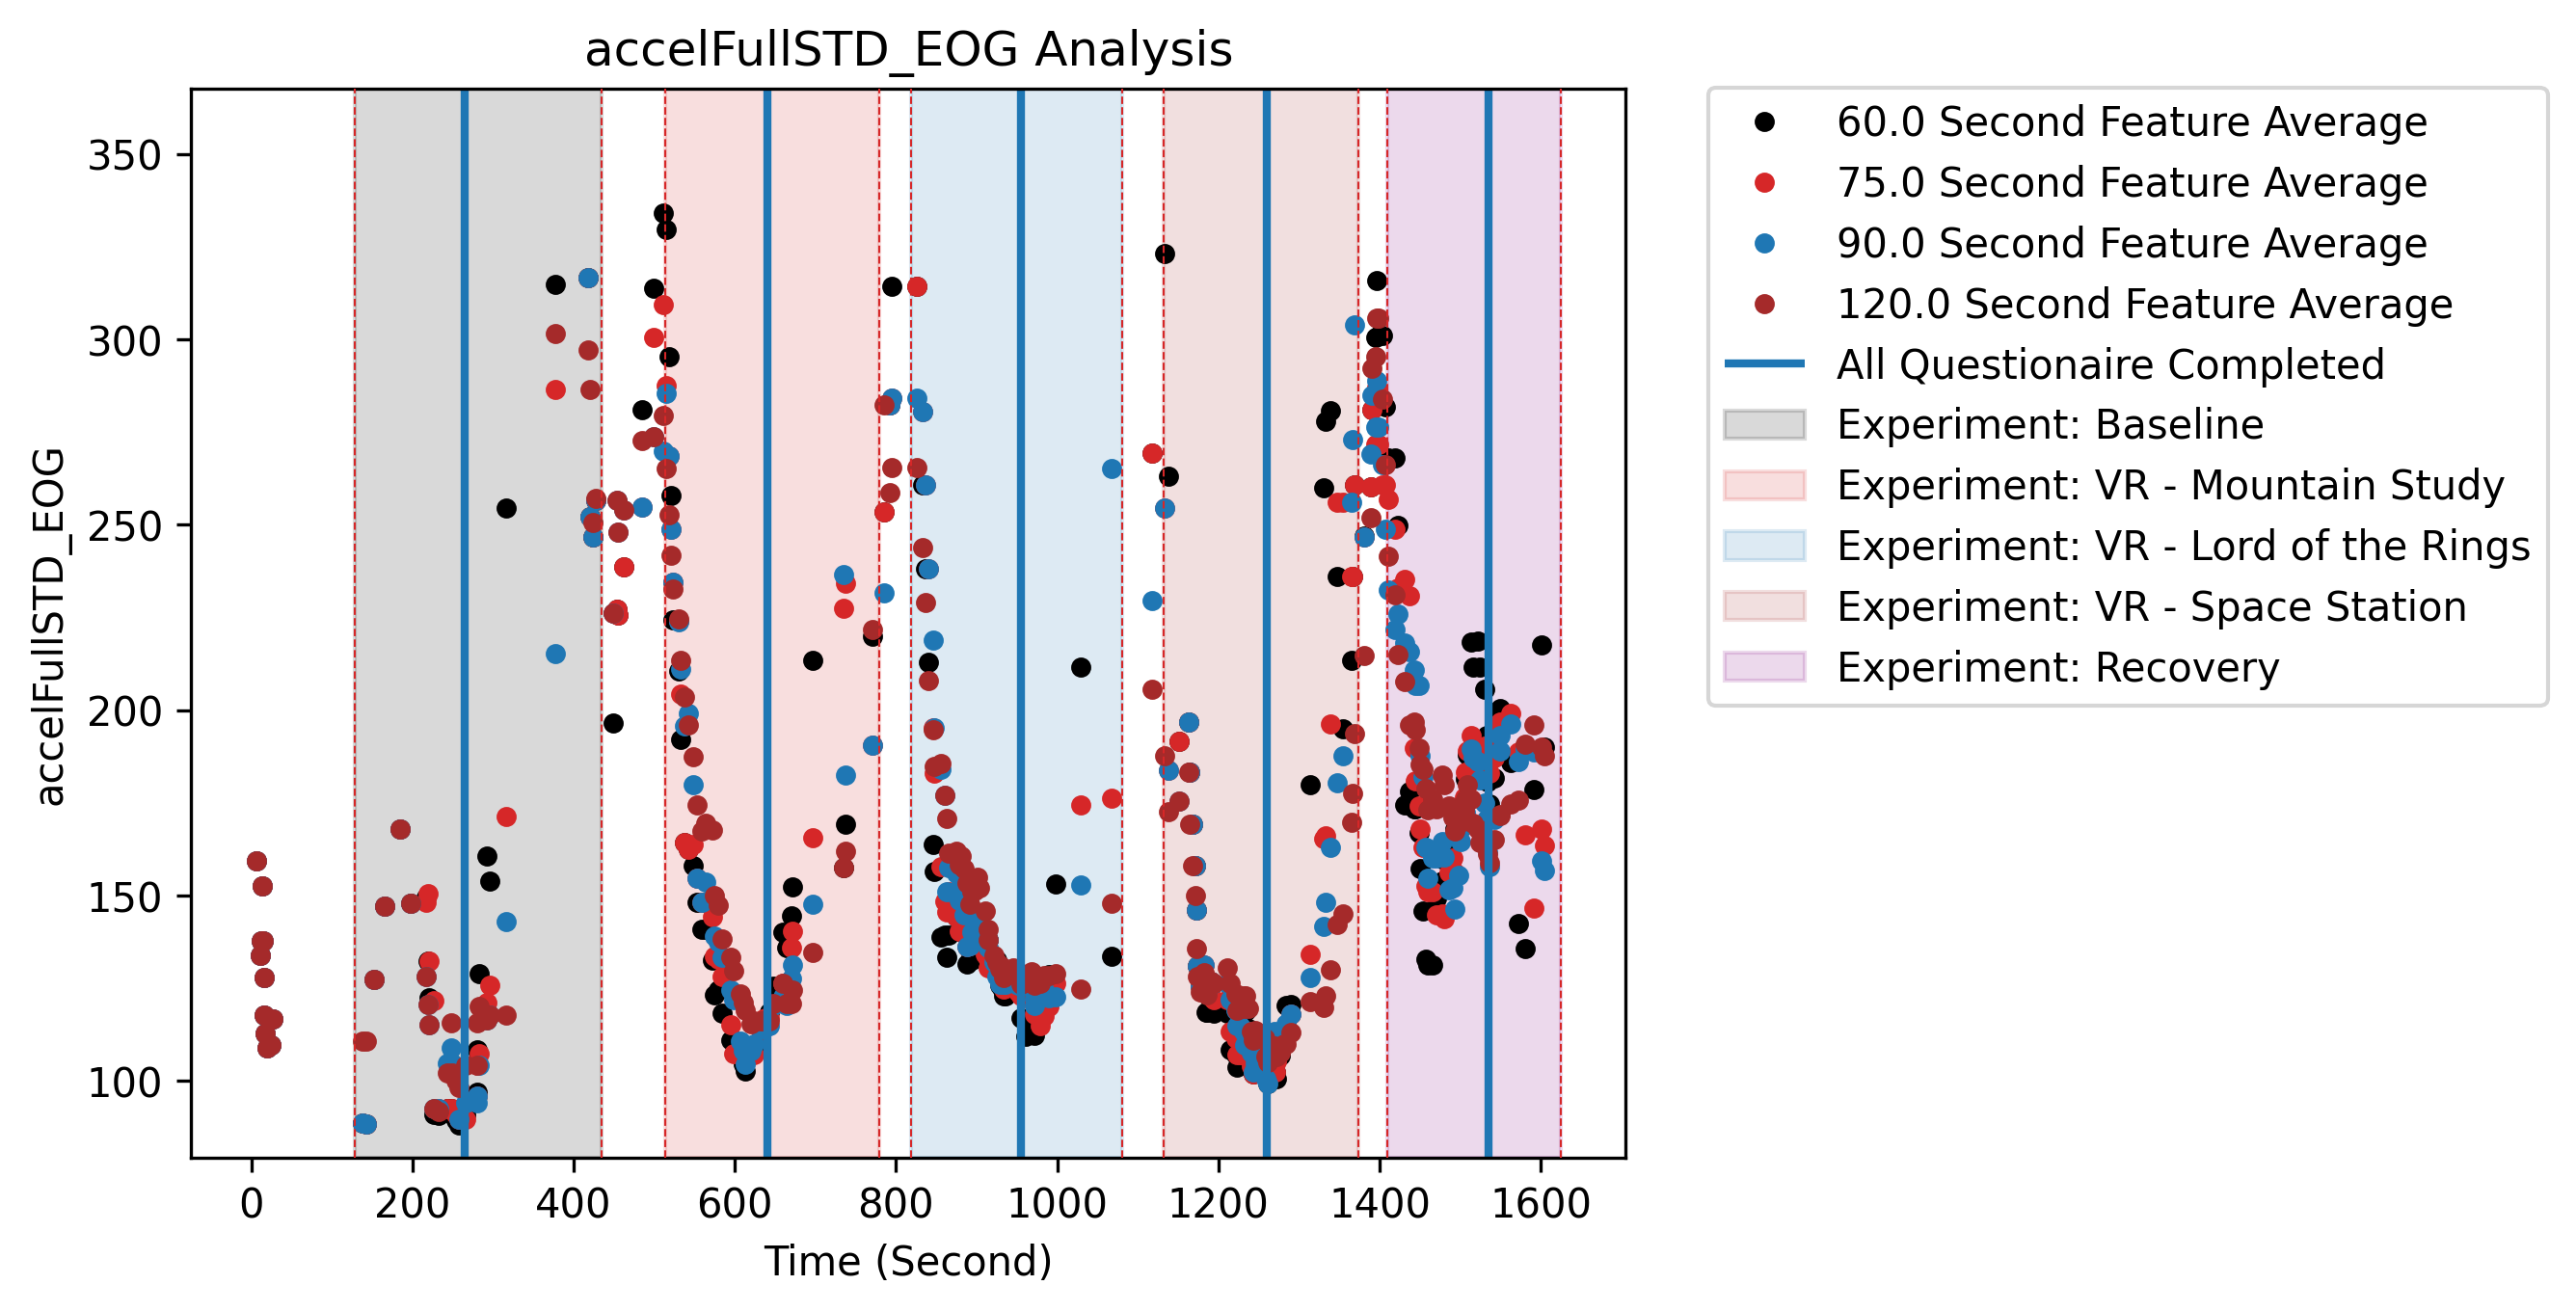 accelFullSTD_EOG Analysis
accelFullSTD_EOG
350
300
250
200
150
100
0 200 400 600 800 1000 1200 1400 1600
Time (Second)
60.0 Second Feature Average
75.0 Second Feature Average
90.0 Second Feature Average
120.0 Second Feature Average
All Questionaire Completed
Experiment: Baseline
Experiment: VR - Mountain Study
Experiment: VR - Lord of the Rings
Experiment: VR - Space Station
Experiment: Recovery